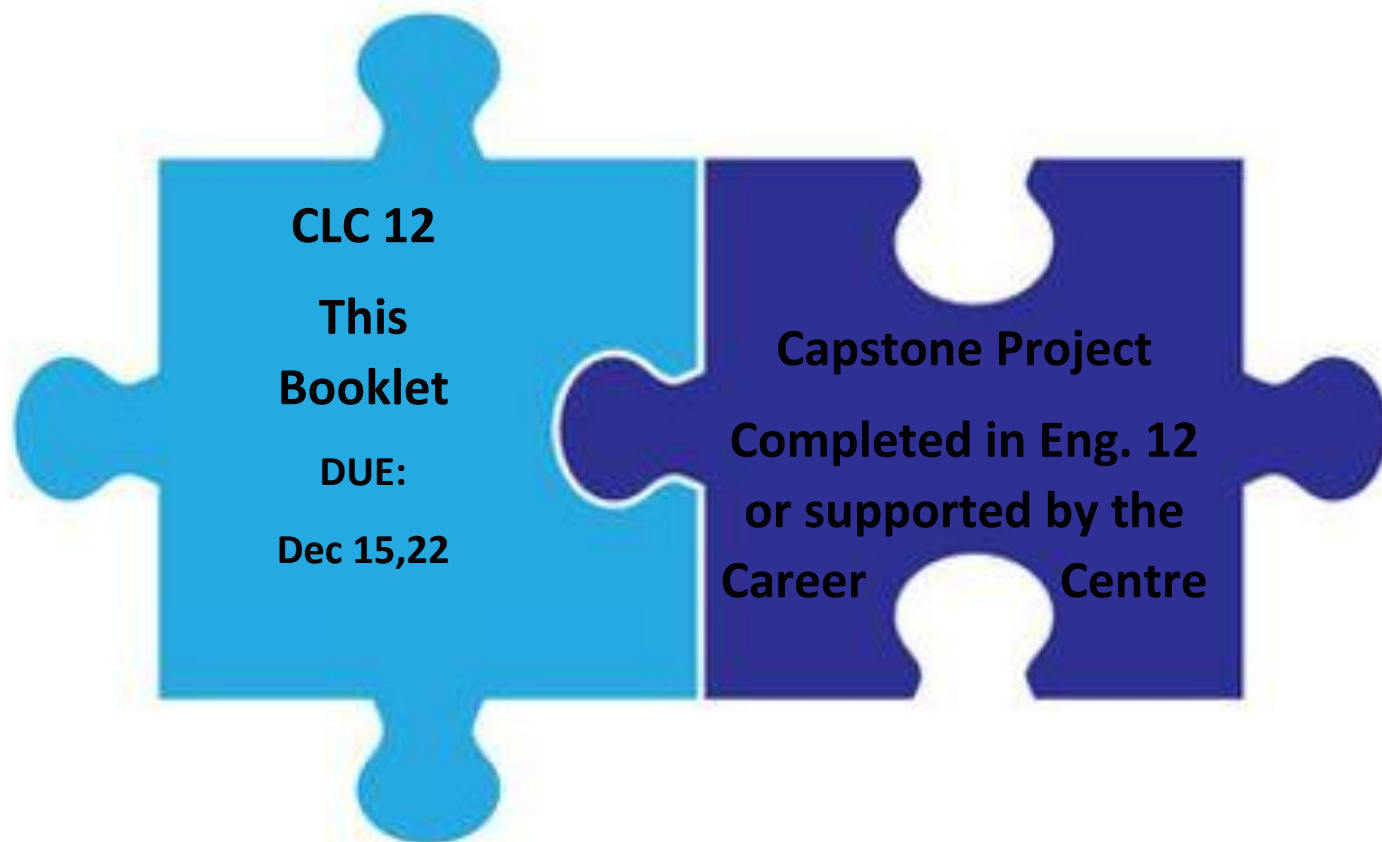 CLC 12
This
Booklet
DUE:
Dec 15,22
Capstone Project
Completed in Eng. 12
or supported by the
Career Centre